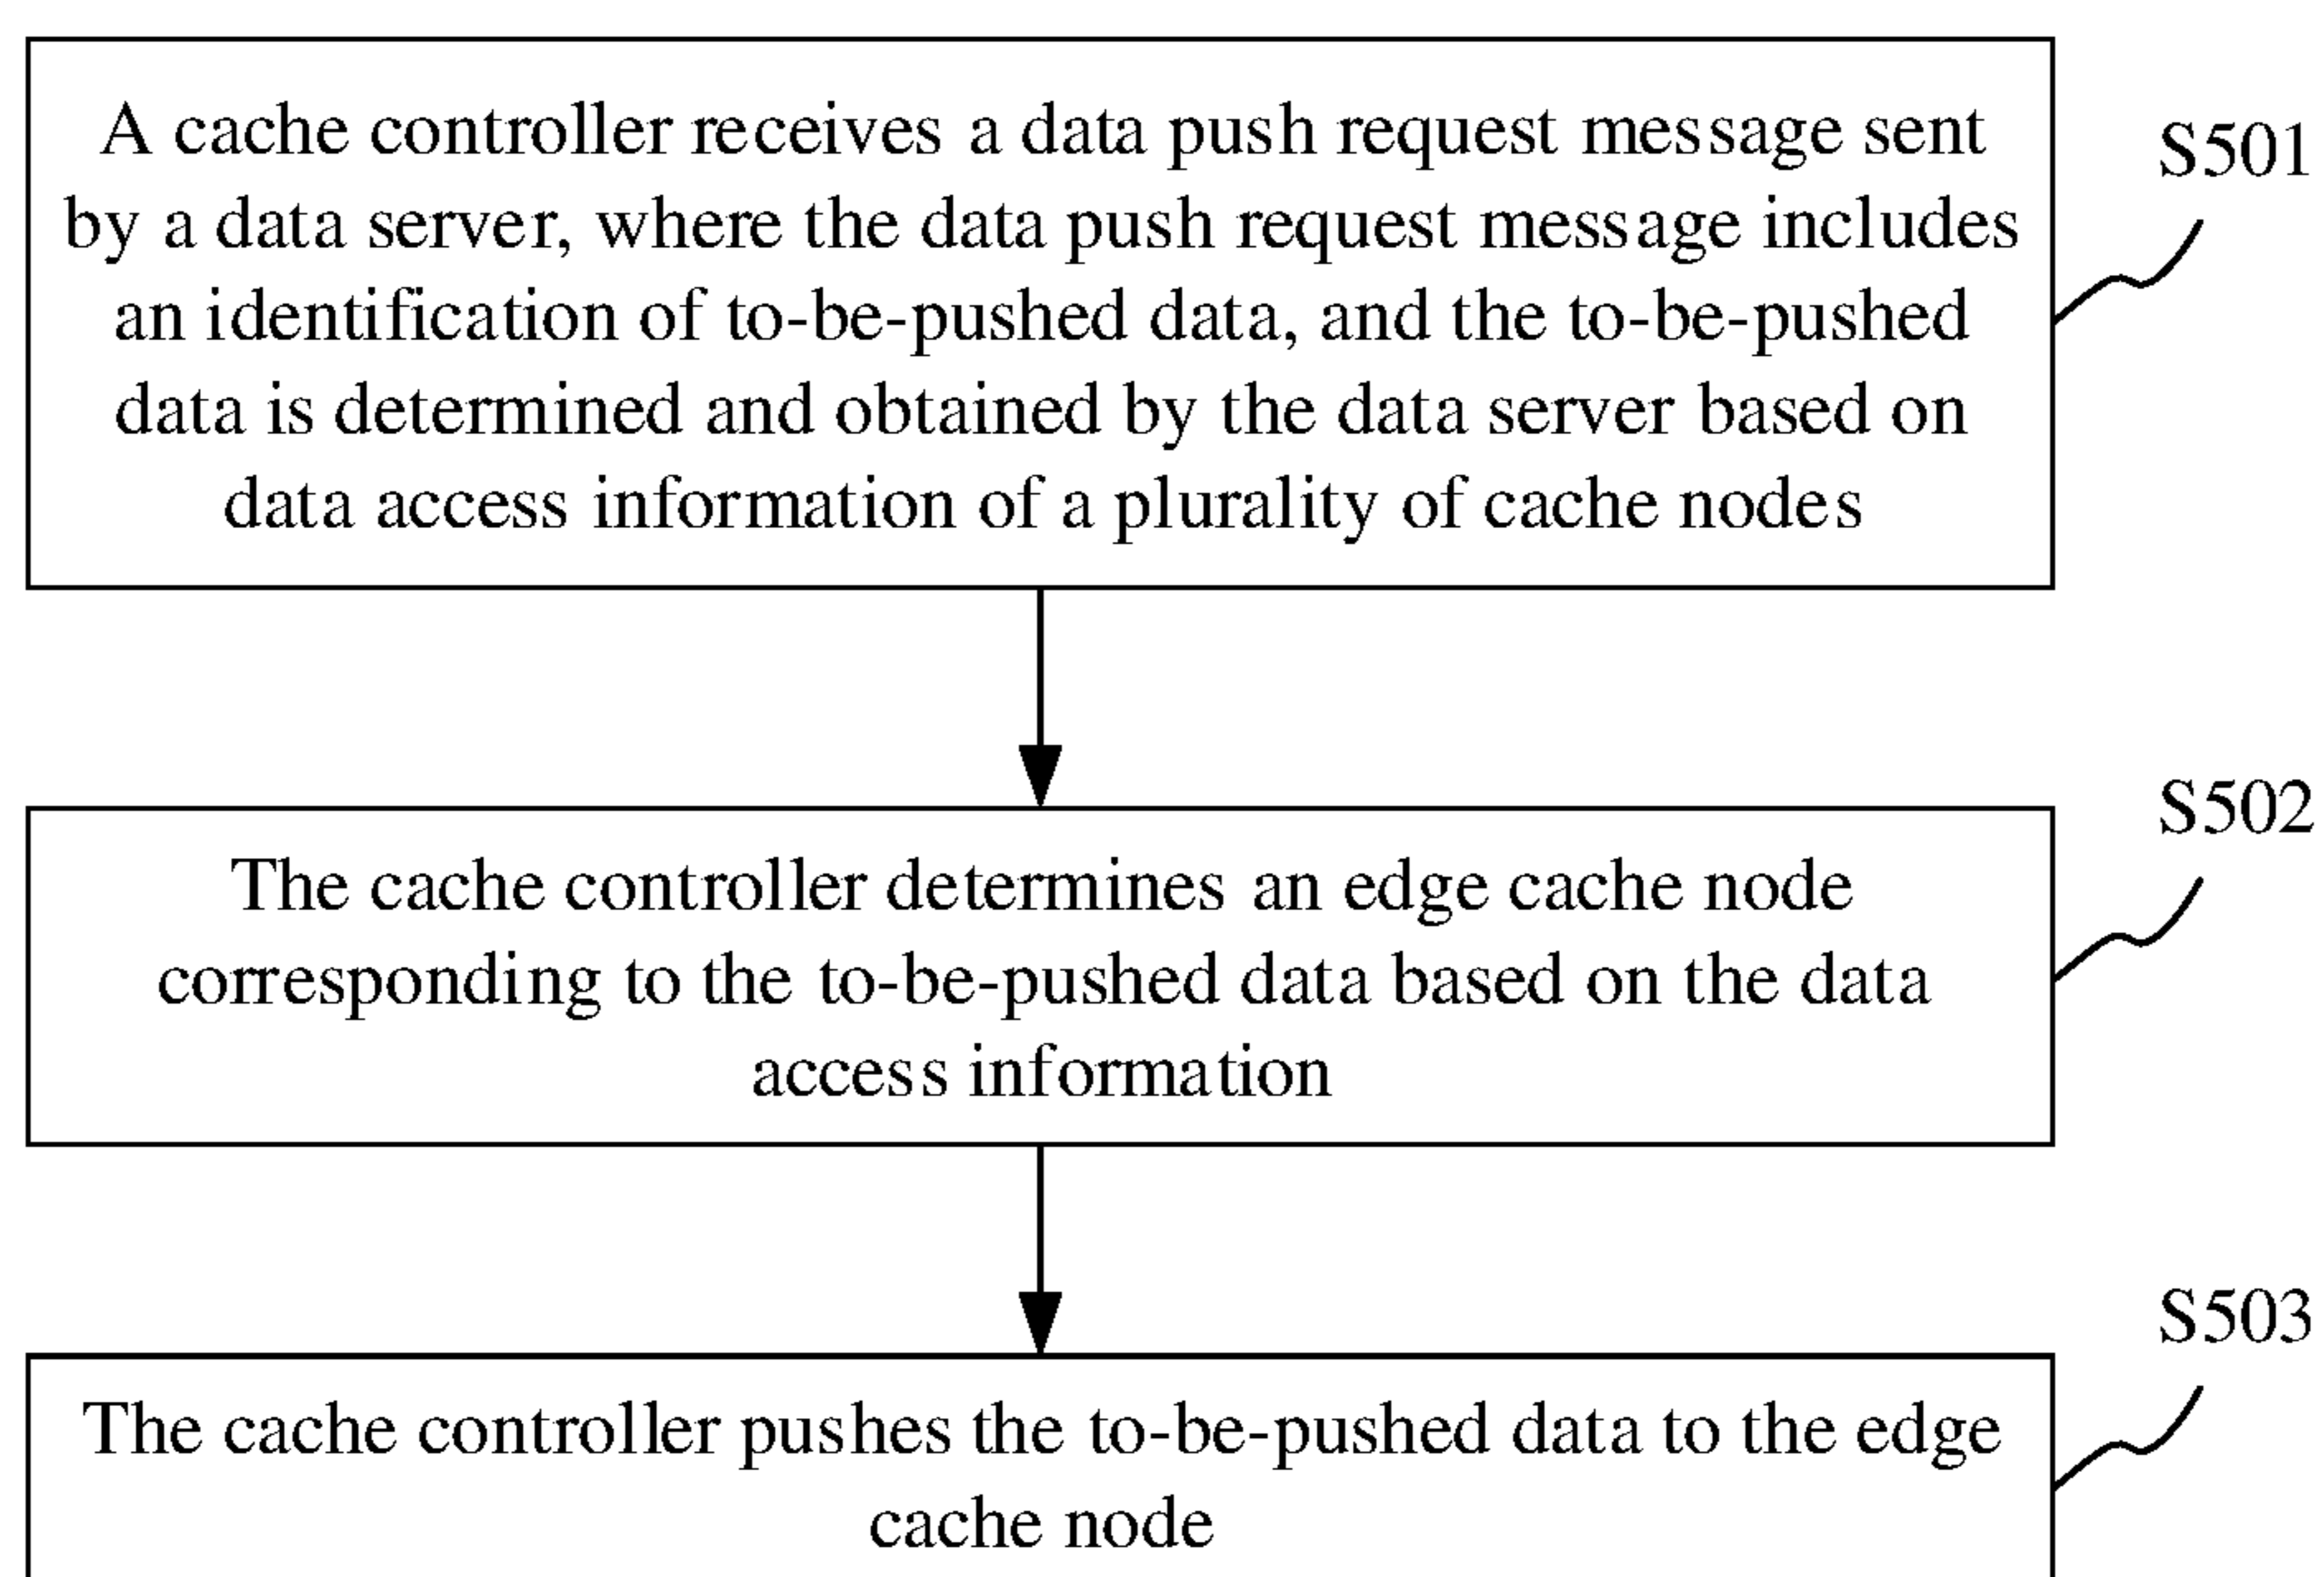 A cache controller receives a data push request message sent
by a data server, where the data push request message includes
an identification of to-be-pushed data, and the to-be-pushed
data is determined and obtained by the data server based on
data access information of a plurality of cache nodes
S501
The cache controller determines an edge cache node
corresponding to the to-be-pushed data based on the data
access information
S502
The cache controller pushes the to-be-pushed data to the edge
cache node
S503